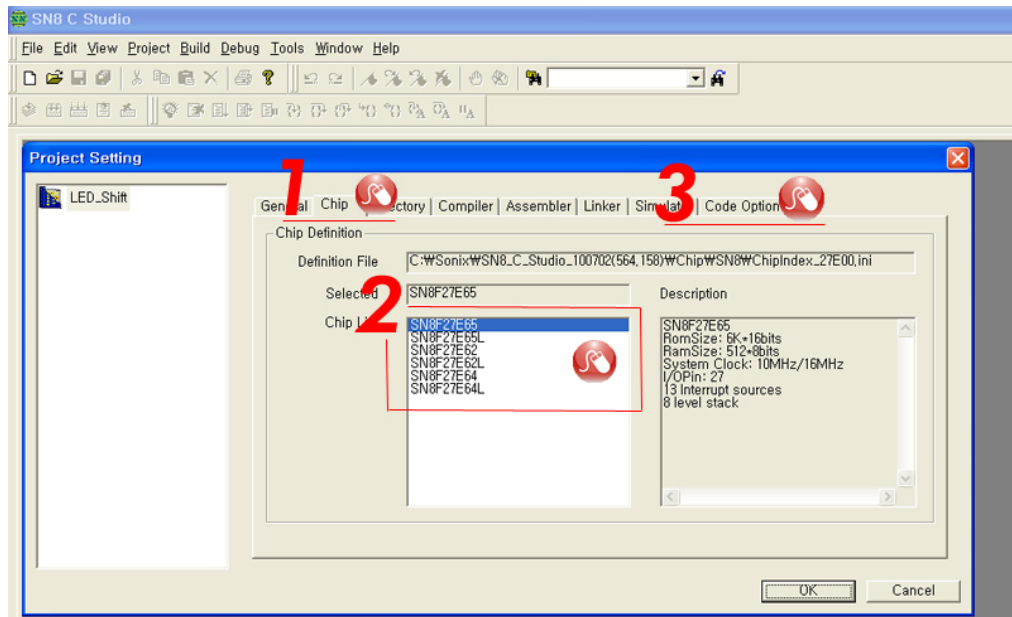 SN8 C Studio
File Edit View Project Build Debug Tools Window Help
Project Setting
LED_Shift
1
3
General Chip Directory Compiler Assembler Linker Simulator Code Option
Chip Definition
Definition File C:₩Sonix₩SN8_C_Studio_100702(564,158)₩Chip₩SN8₩ChipIndex_27E00,ini
Selected SN8F27E65 Description
2
Chip List
SN8F27E65
SN8F27E65L
SN8F27E62
SN8F27E62L
SN8F27E64
SN8F27E64L
SN8F27E65
RomSize: 6K*16bits
RamSize: 512*8bits
System Clock: 10MHz/16MHz
I/OPin: 27
13 Interrupt sources
8 level stack
OK Cancel